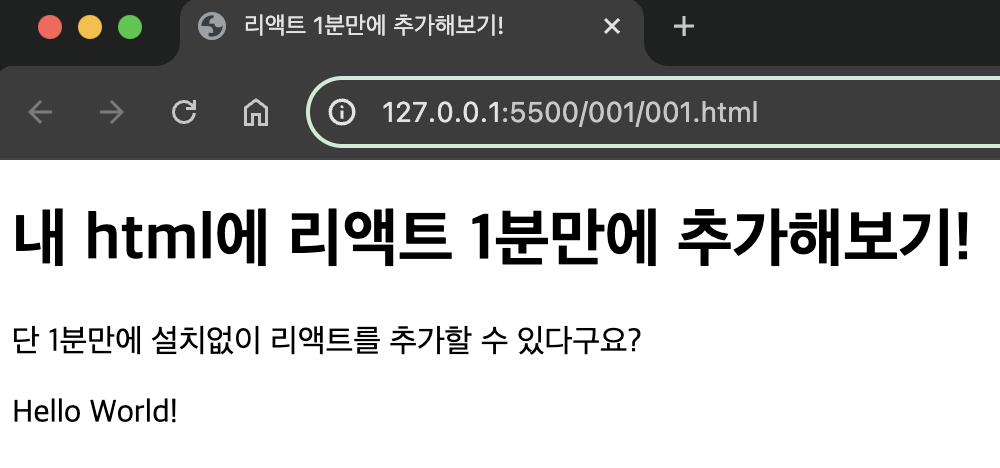 리액트 1분만에 추가해보기!
127.0.0.1:5500/001/001.html
내 html에 리액트 1분만에 추가해보기!
단 1분만에 설치없이 리액트를 추가할 수 있다구요?
Hello World!